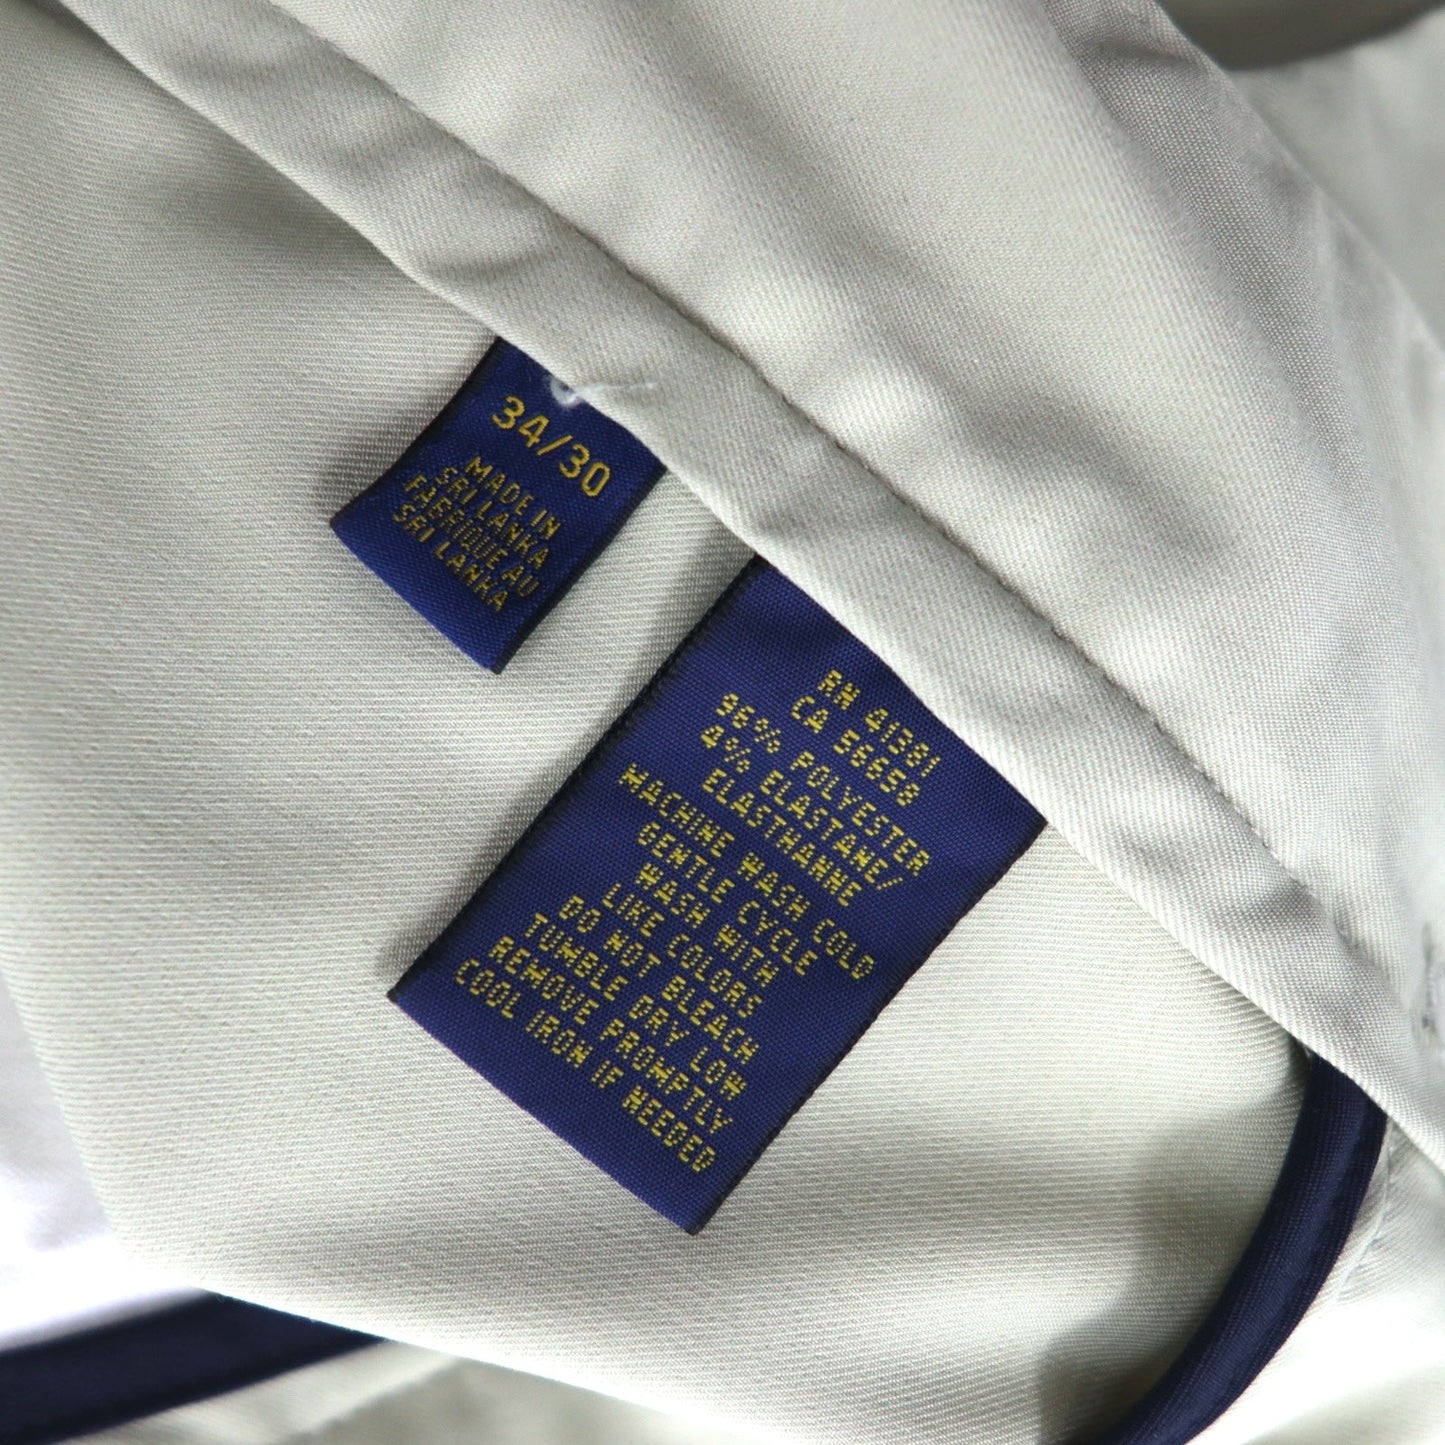 34/30
MADE IN
SRI LANKA
FABRIQUE AU
SRI LANKA
RN 41381
CA 56658
96% POLYESTER
4% ELASTANE/
ELASTHANNE
MACHINE WASH COLD
GENTLE CYCLE
WASH WITH
LIKE COLORS
DO NOT BLEACH
TUMBLE DRY LOW
REMOVE PROMPTLY
COOL IRON IF NEEDED